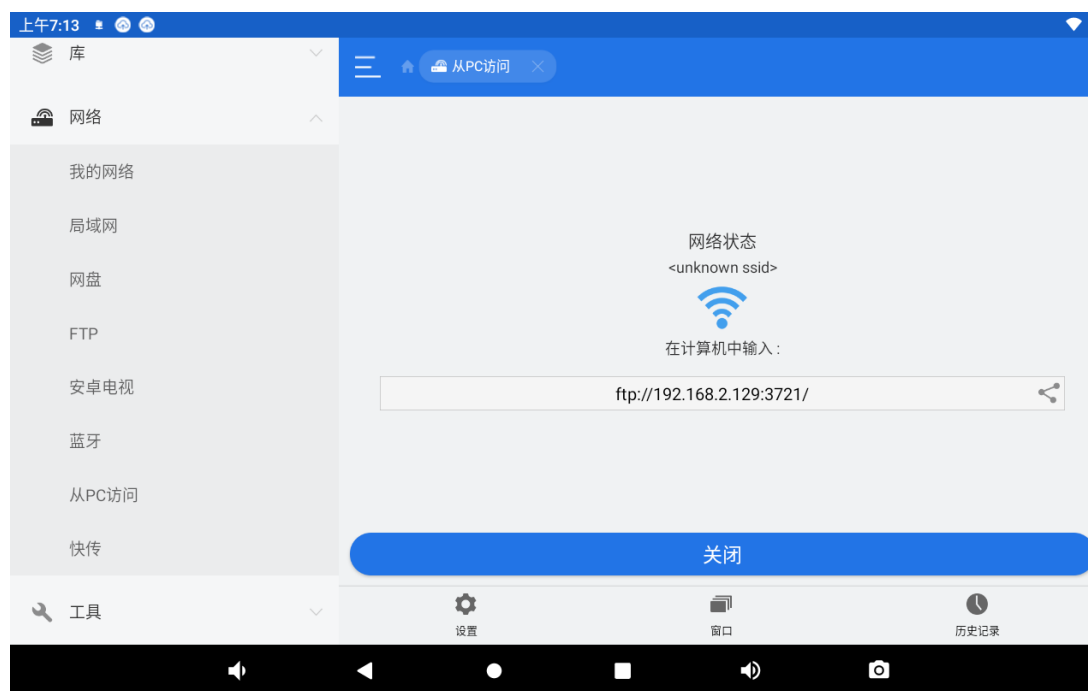 上午7:13
库
网络
我的网络
局域网
网盘
FTP
安卓电视
蓝牙
从PC访问
快传
工具
从PC访问
网络状态
<unknown ssid>
在计算机中输入 :
ftp://192.168.2.129:3721/
关闭
设置
窗口
历史记录